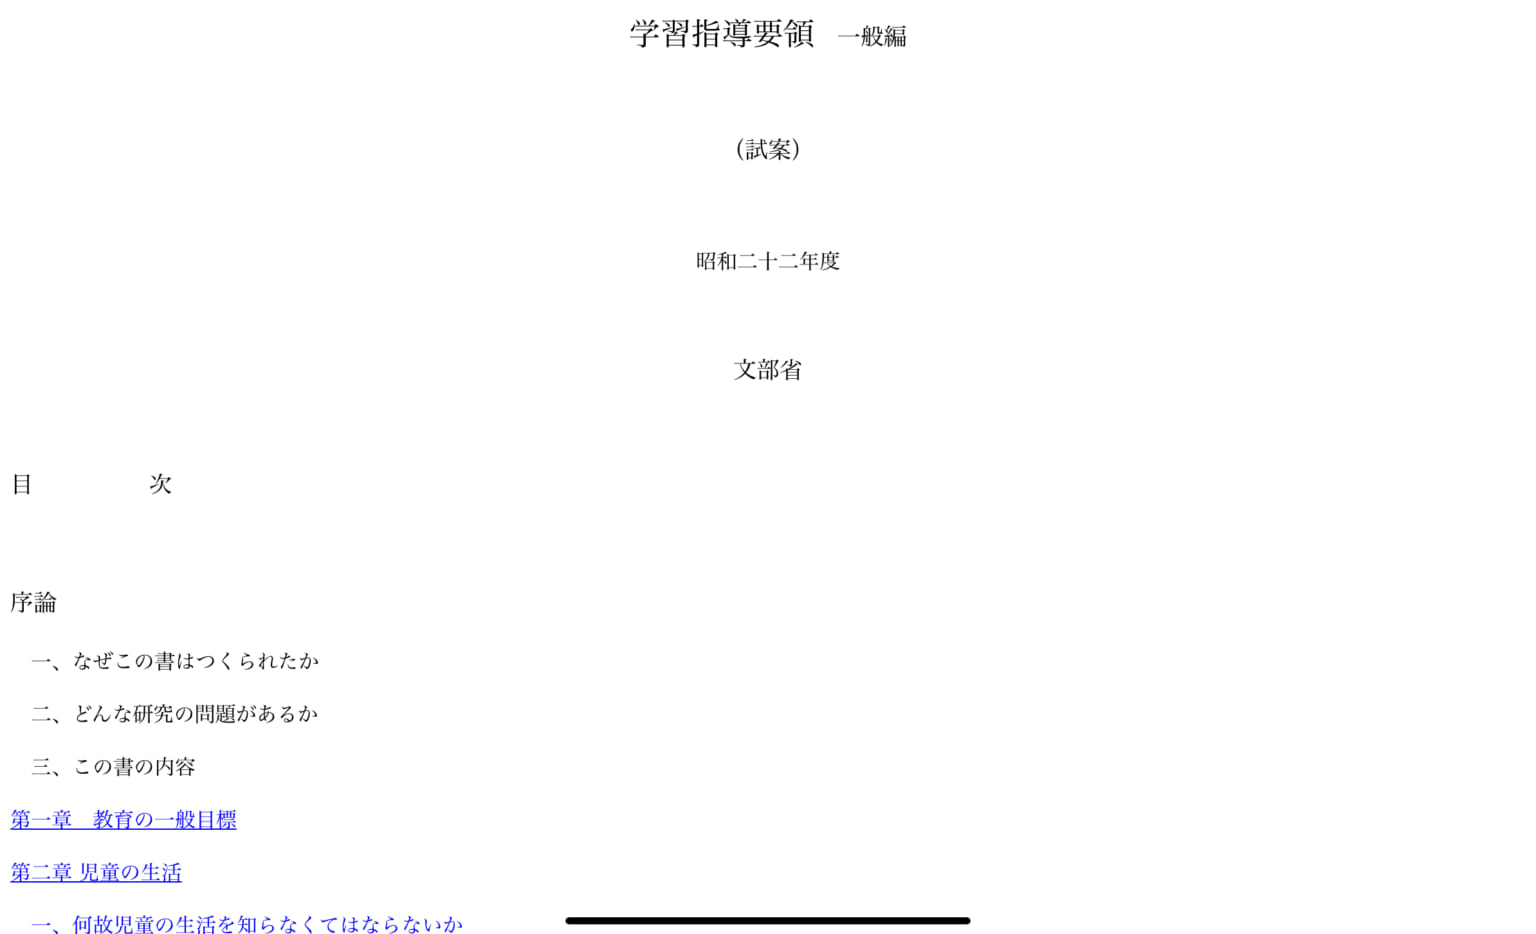 学習指導要領　一般編
（試案）
昭和二十二年度
文部省
目　　　　　次
序論
一、なぜこの書はつくられたか
二、どんな研究の問題があるか
三、この書の内容
第一章　教育の一般目標
第二章 児童の生活
一、何故児童の生活を知らなくてはならないか